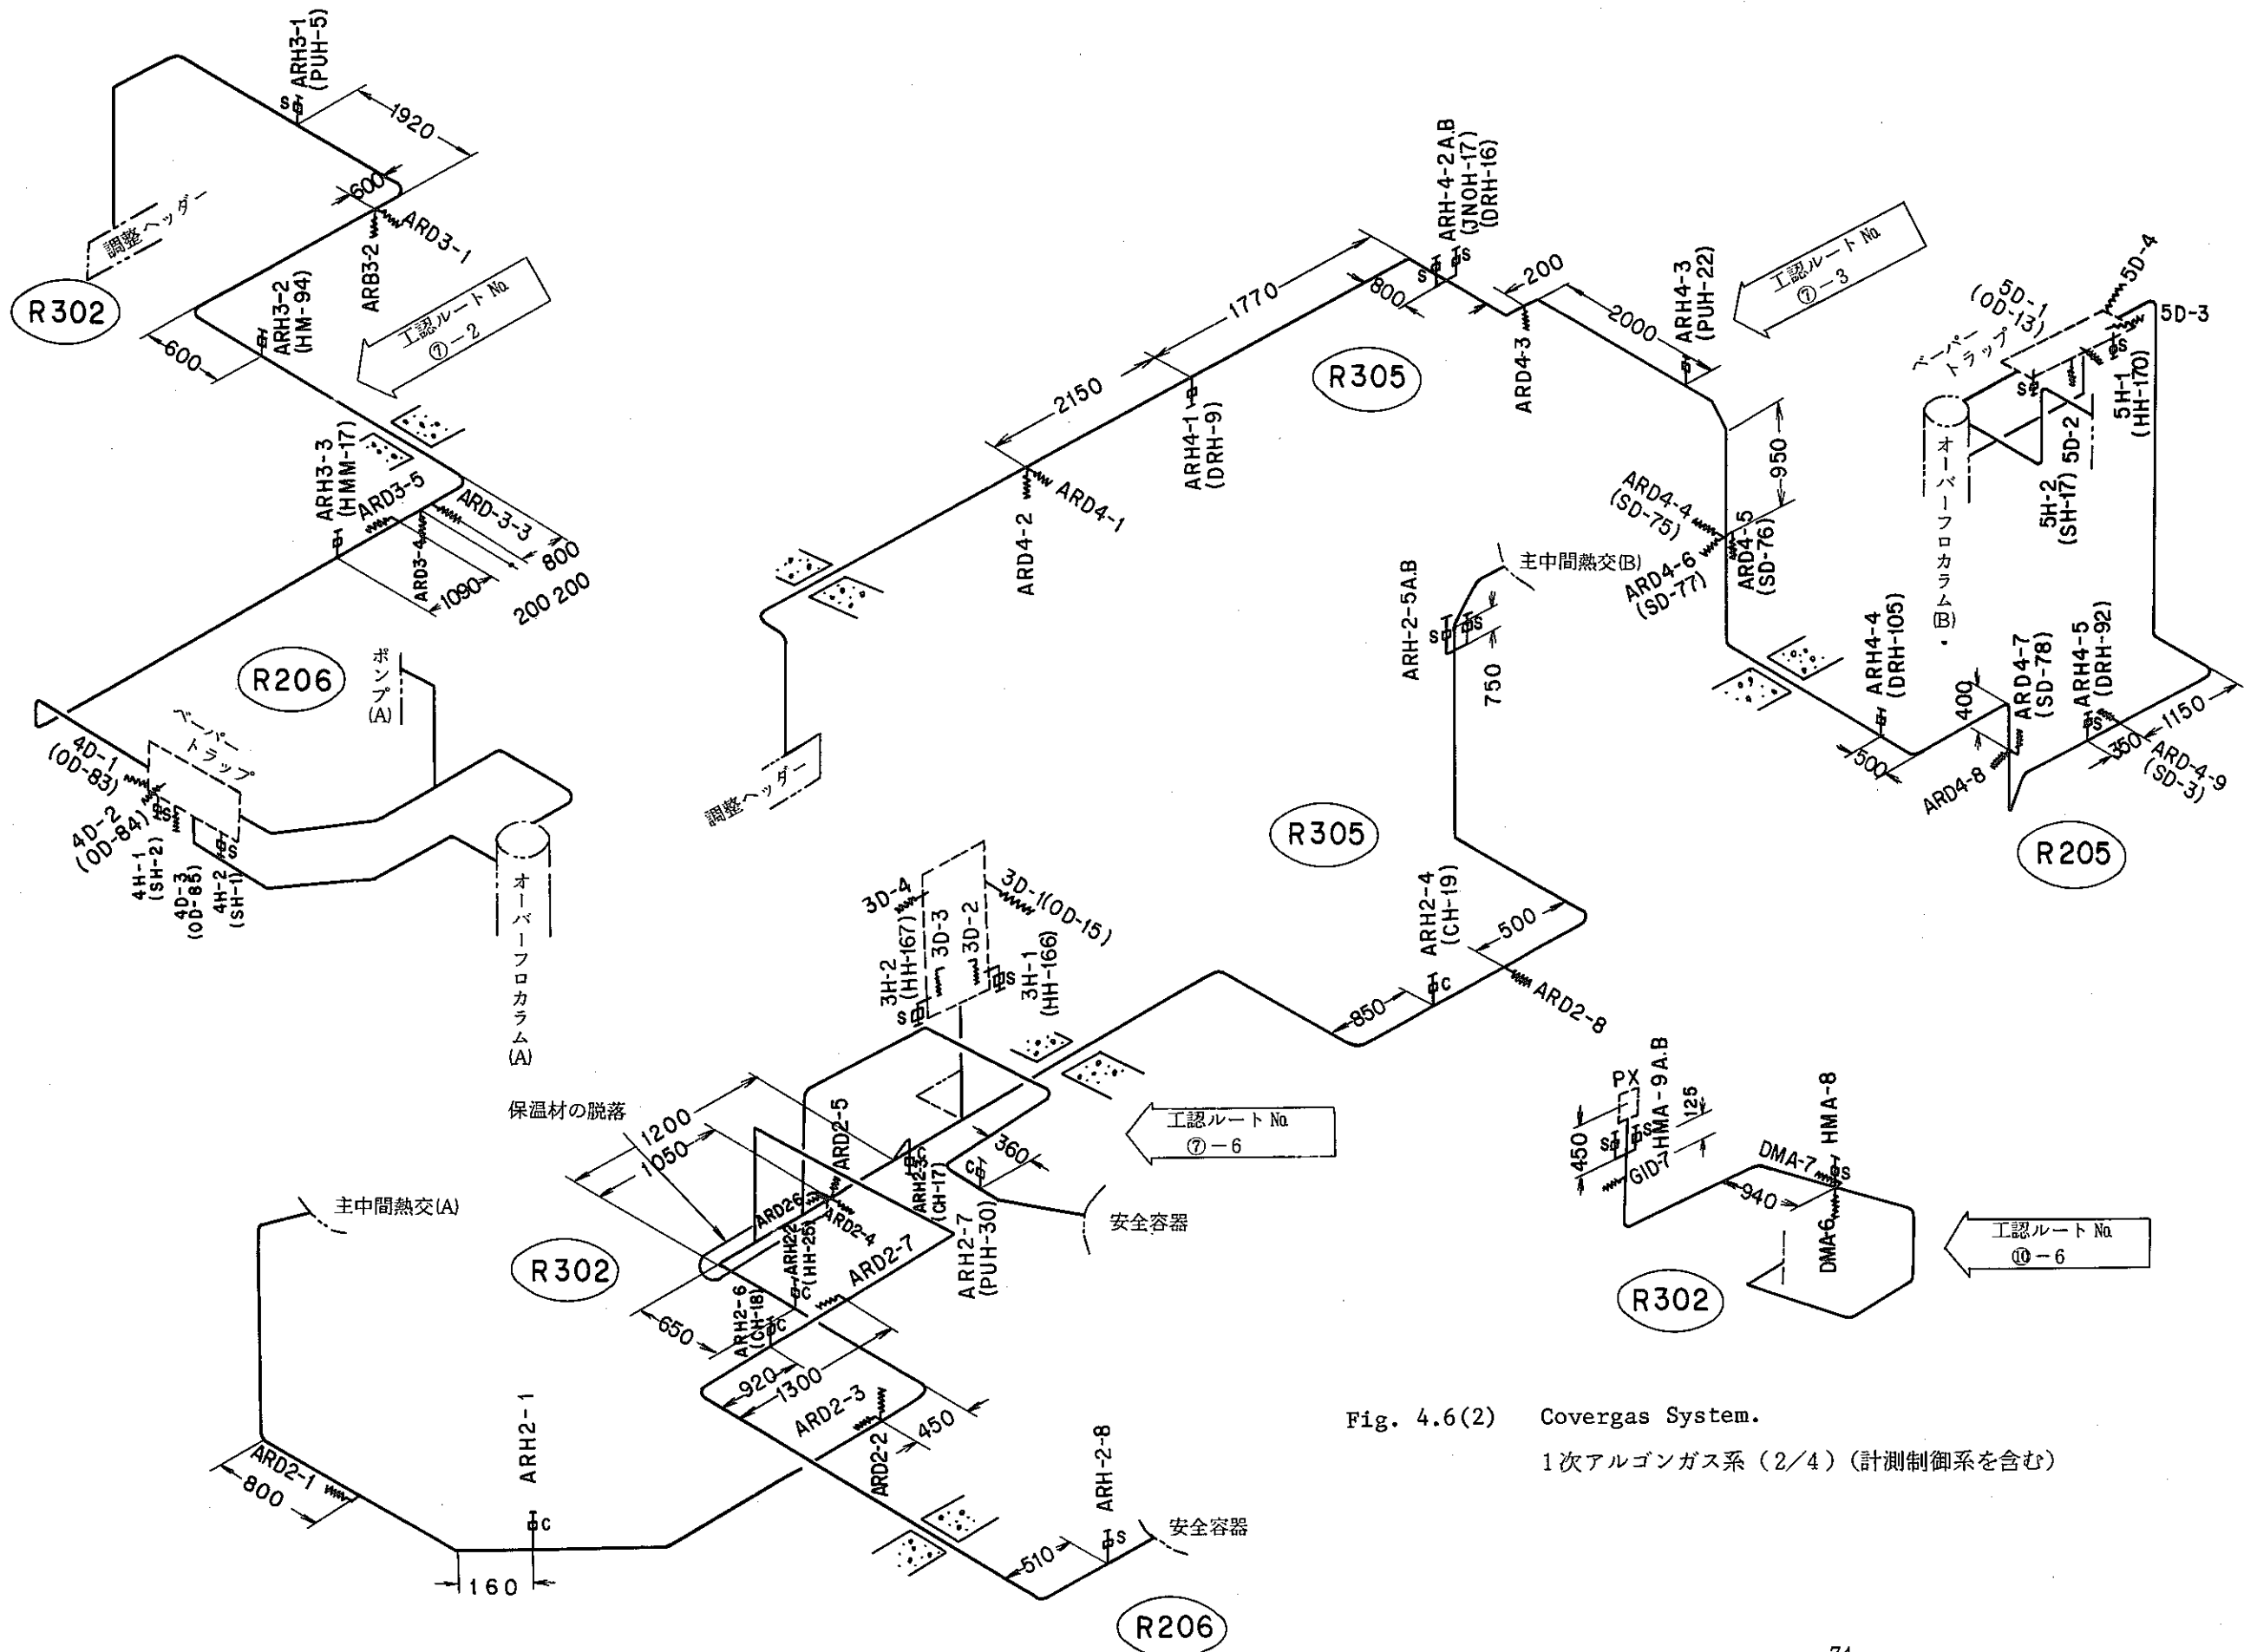 ARH3-1
(PUH-5)
S
1920
600
ARD3-1
ARB3-2
調整ヘッダー
R302
ARH3-2
(HM-94)
工認ルート№
⑦-2
600
ARH3-3
(HMM-17)
ARD3-5
ARD-3-3
ARD3-4
800
1090
200 200
R206
ポンプ(A)
ベーパー
トラップ
4D-1
(OD-83)
4D-2
(OD-84)
S
4H-1
(SH-2)
4D-3
(OD-85)
4H-2
(SH-1)
S
オーバーフロカラム(A)
ARH-4-2A.B
(JNOH-17)
(DRH-16)
S
S
1770
800
200
2000
ARH4-3
(PUH-22)
工認ルート№
⑦-3
R305
ARD4-3
2150
ARH4-1
(DRH-9)
ARD4-1
ARD4-2
調整ヘッダー
950
ARD4-4
(SD-75)
ARD4-5
(SD-76)
ARD4-6
(SD-77)
5D-4
5D-1
(OD-13)
5D-3
ベーパー
トラップ
S
S
5H-1
(HH-170)
5D-2
5H-2
(SH-17)
オーバーフロカラム(B)
ARH4-4
(DRH-105)
500
400
ARD4-7
(SD-78)
ARD4-8
ARH4-5
(DRH-92)
S
350
1150
ARD-4-9
(SD-3)
R205
主中間熱交(B)
ARH-2-5A.B
S
S
750
R305
ARH2-4
(CH-19)
C
500
850
ARD2-8
3D-4
3D-1(OD-15)
3D-3
3D-2
3H-2
(HH-167)
S
S
3H-1
(HH-166)
工認ルート№
⑦-6
保温材の脱落
1200
1050
ARD2-5
360
C
C
ARH2-3
(CH-17)
安全容器
ARD26
ARD2-4
ARH2-2
(HH-25)
C
ARD2-7
ARH2-7
(PUH-30)
R302
650
ARH2-6
(CH-18)
C
920
1300
ARD2-3
450
ARD2-2
主中間熱交(A)
ARD2-1
800
ARH2-1
C
160
ARH-2-8
S
510
安全容器
R206
PX
450
S
S
HMA-9A.B
125
GID-7
DMA-7
HMA-8
S
940
DMA-6
工認ルート№
⑩-6
R302
Fig. 4.6(2) Covergas System.
1次アルゴンガス系(2/4)(計測制御系を含む)